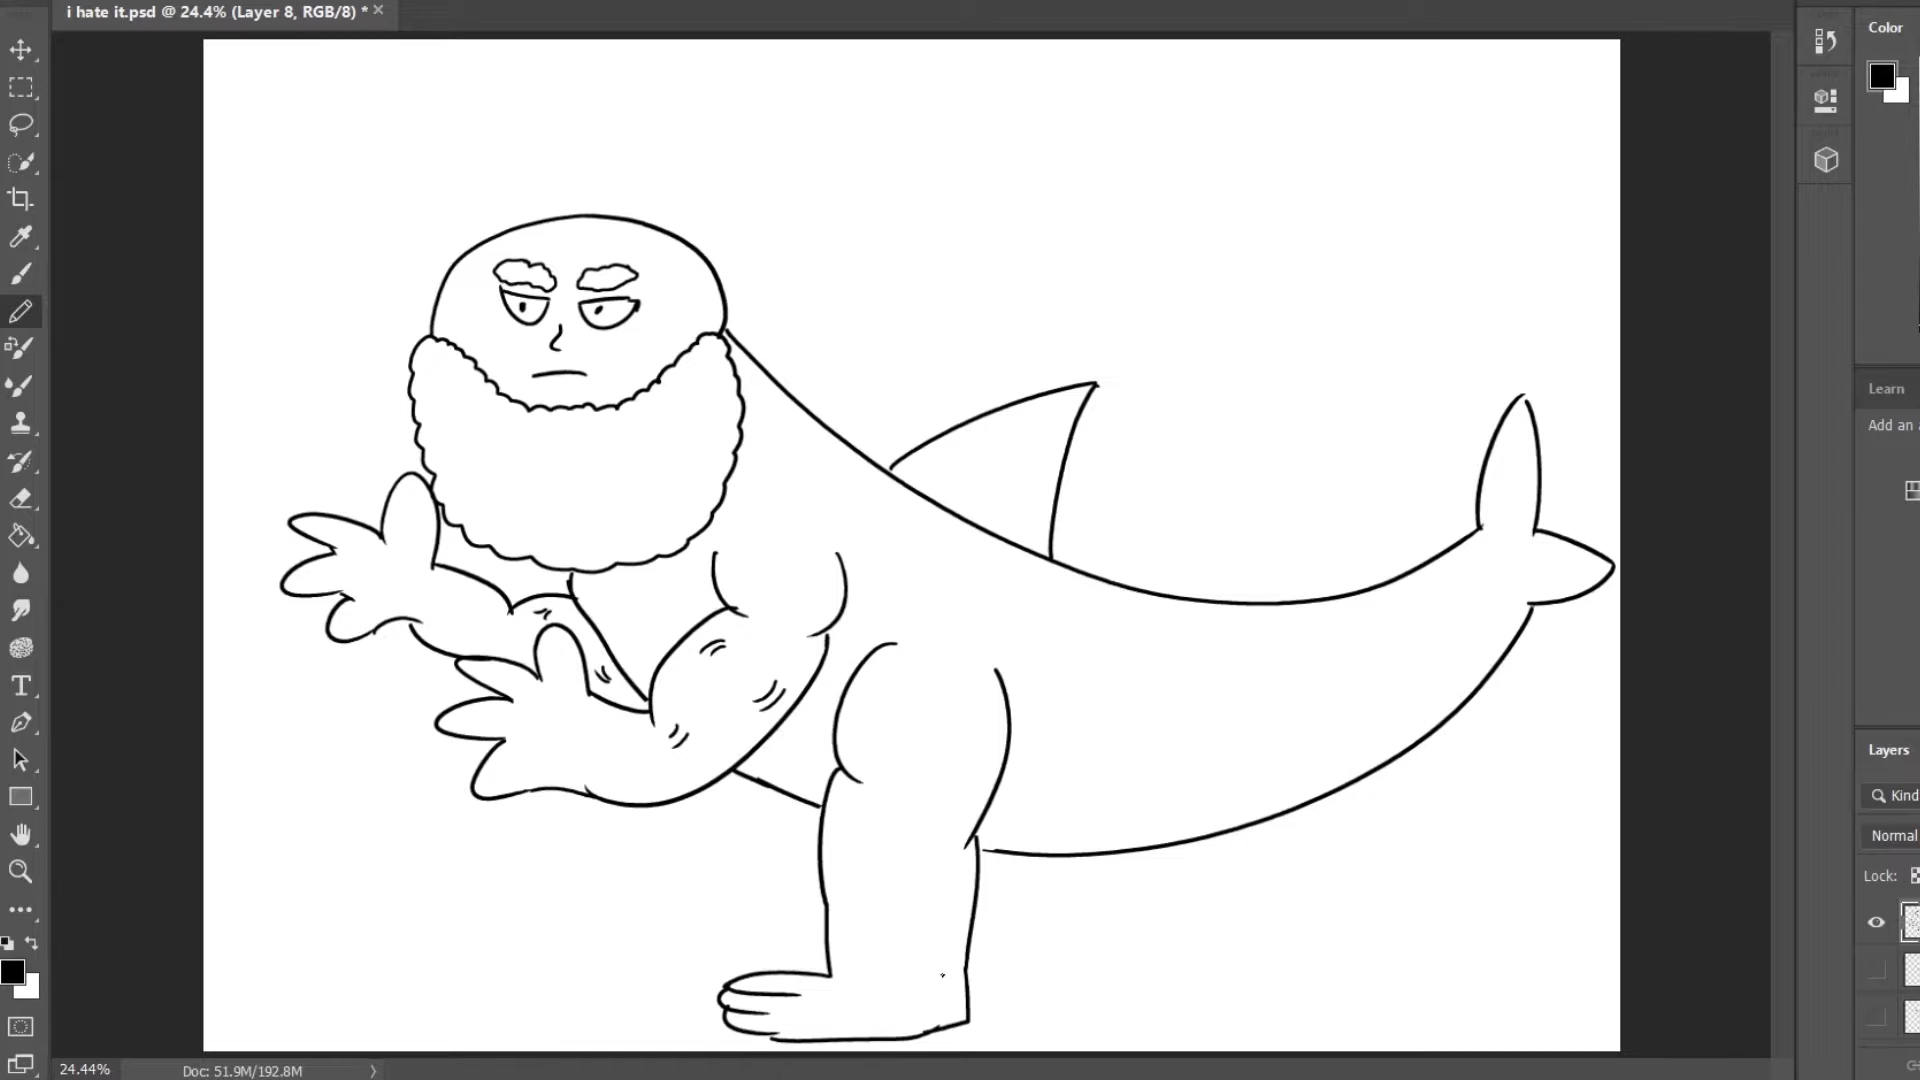 i hate it.psd @ 24.4% (Layer 8, RGB/8) *
Color
Learn
Add an
Layers
Kind
Normal
Lock:
24.44%
Doc: 51.9M/192.8M